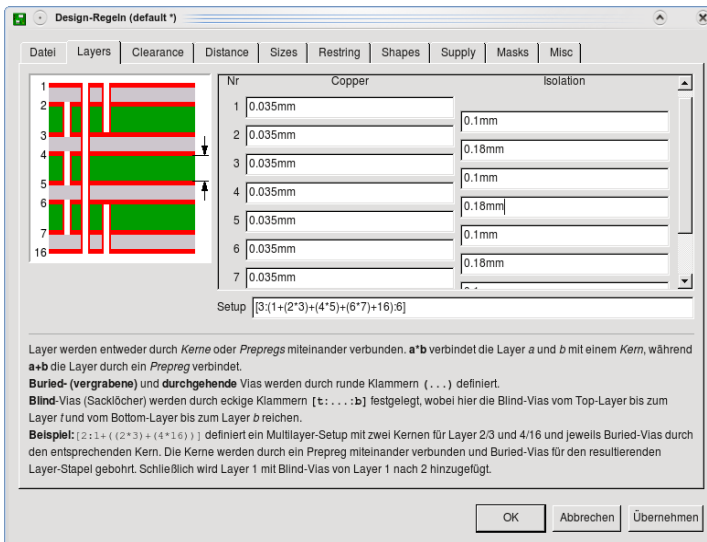 Design-Regeln (default *)
Datei Layers Clearance Distance Sizes Restring Shapes Supply Masks Misc
Nr Copper Isolation
1
2
3
4
5
6
7
16
1 0.035mm
0.1mm
2 0.035mm
0.18mm
3 0.035mm
0.1mm
4 0.035mm
0.18mm
5 0.035mm
0.1mm
6 0.035mm
0.18mm
7 0.035mm
Setup [3:(1+(2*3)+(4*5)+(6*7)+16):6]
Layer werden entweder durch Kerne oder Prepregs miteinander verbunden. a*b verbindet die Layer a und b mit einem Kern, während
a+b die Layer durch ein Prepreg verbindet.
Buried- (vergrabene) und durchgehende Vias werden durch runde Klammern (...) definiert.
Blind-Vias (Sacklöcher) werden durch eckige Klammern [t:...:b] festgelegt, wobei hier die Blind-Vias vom Top-Layer bis zum
Layer t und vom Bottom-Layer bis zum Layer b reichen.
Beispiel:[2:1+((2*3)+(4*16))] definiert ein Multilayer-Setup mit zwei Kernen für Layer 2/3 und 4/16 und jeweils Buried-Vias durch
den entsprechenden Kern. Die Kerne werden durch ein Prepreg miteinander verbunden und Buried-Vias für den resultierenden
Layer-Stapel gebohrt. Schließlich wird Layer 1 mit Blind-Vias von Layer 1 nach 2 hinzugefügt.
OK Abbrechen Übernehmen